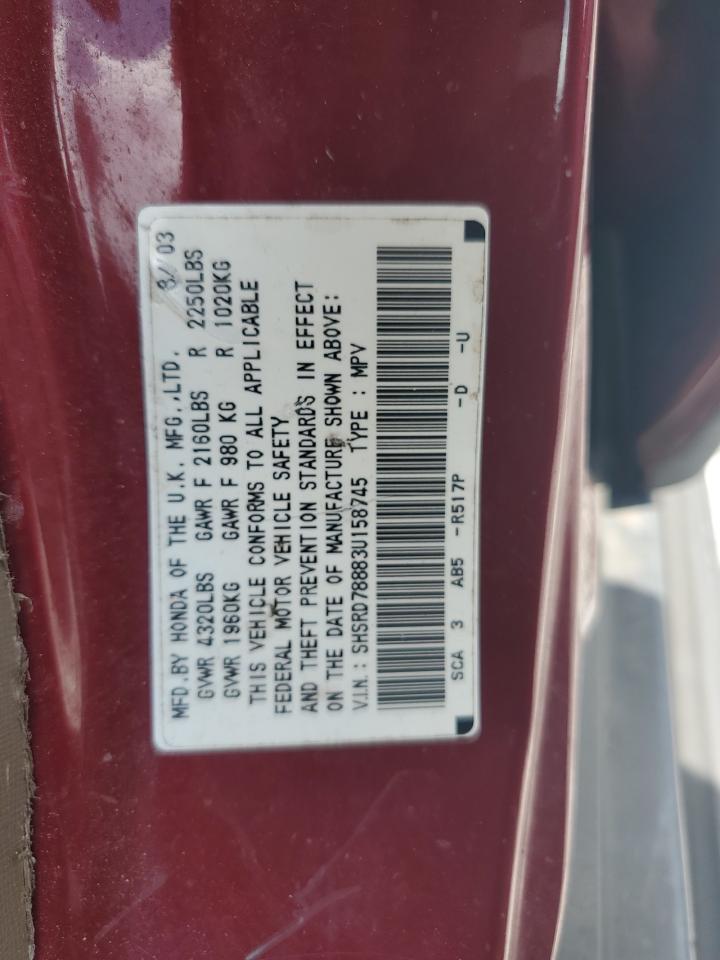 MFD.BY HONDA OF THE U.K. MFG.,LTD. 8/ 03
GVWR 4320LBS GAWR F 2160LBS R 2250LBS
GVWR 1960KG GAWR F 980 KG R 1020KG
THIS VEHICLE CONFORMS TO ALL APPLICABLE
FEDERAL MOTOR VEHICLE SAFETY
AND THEFT PREVENTION STANDARDS IN EFFECT
ON THE DATE OF MANUFACTURE SHOWN ABOVE:
V.I.N.: SHSRD78883U158745 TYPE : MPV
SCA 3 AB5 -R517P -D -U